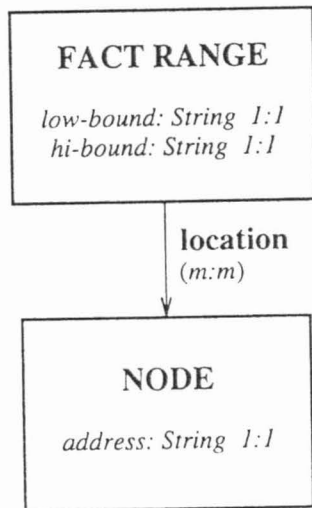 FACT RANGE
low-bound: String 1:1
hi-bound: String 1:1
location
(m:m)
NODE
address: String 1:1